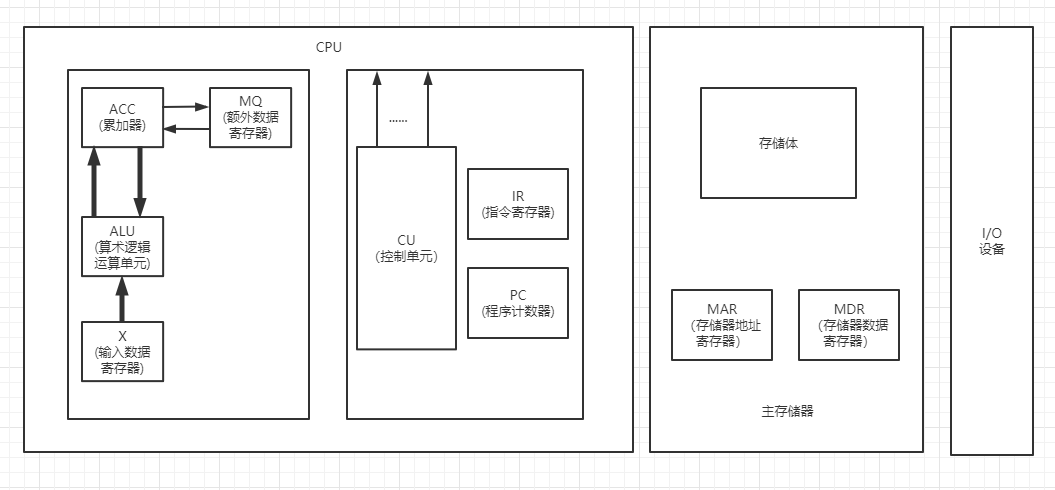 CPU
ACC
(累加器)
MQ
(额外数据
寄存器)
ALU
(算术逻辑
运算单元)
X
(输入数据
寄存器)
......
CU
(控制单元)
IR
(指令寄存器)
PC
(程序计数器)
存储体
MAR
（存储器地址
寄存器）
MDR
（存储器数据
寄存器）
主存储器
I/O
设备